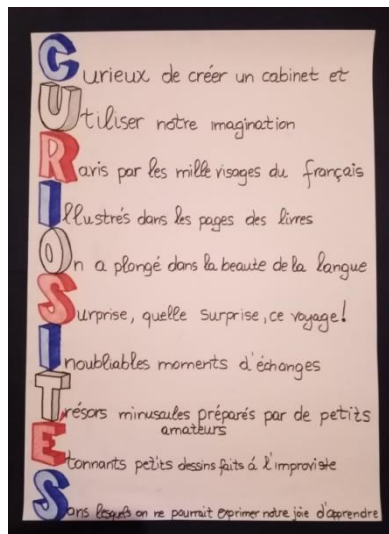 Curieux de créer un cabinet et
Utiliser notre imagination
Ravis par les mille visages du français
Illustrés dans les pages des livres
On a plongé dans la beaute de la langue
Surprise, quelle surprise, ce voyage!
Inoubliables moments d'échanges
Trésors minuscules préparés par de petits
amateurs
Etonnants petits dessins faits á l'improviste
Sans lesquels on ne pourrait exprimer notre joie d'apprendre